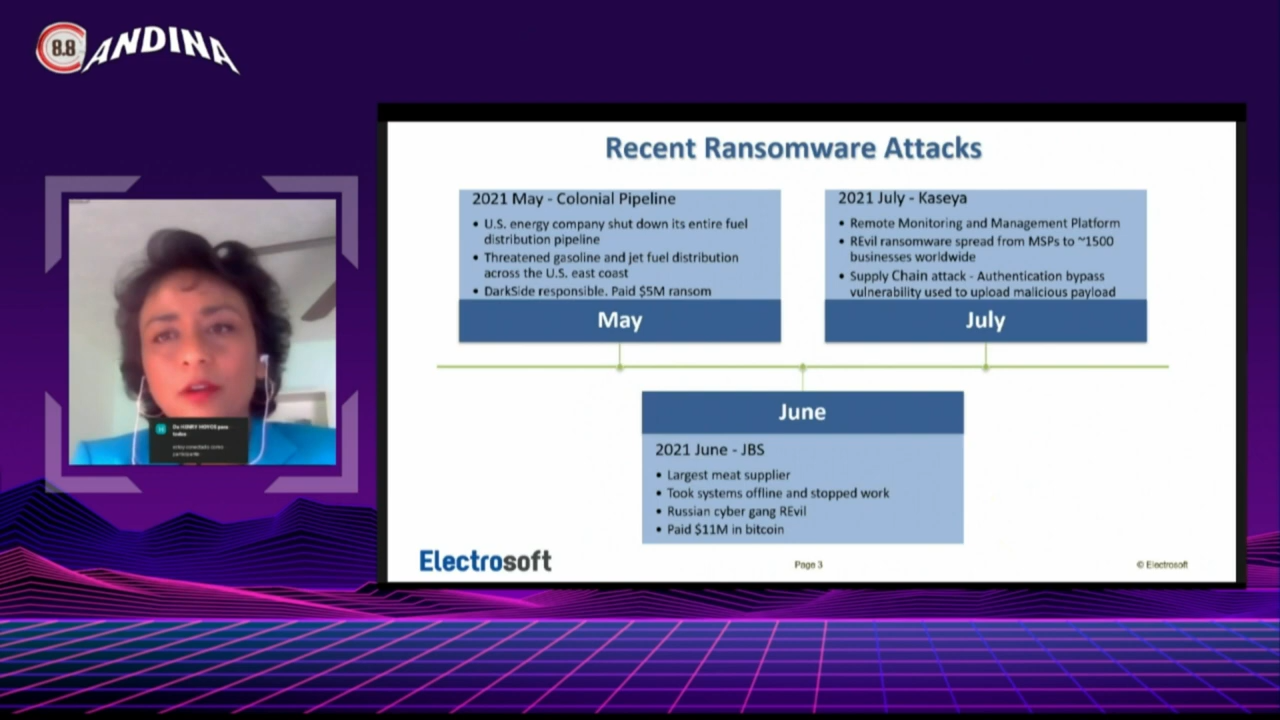 8.8 ANDINA
Recent Ransomware Attacks
2021 May - Colonial Pipeline
• U.S. energy company shut down its entire fuel
distribution pipeline
• Threatened gasoline and jet fuel distribution
across the U.S. east coast
• DarkSide responsible. Paid $5M ransom
May
2021 July - Kaseya
• Remote Monitoring and Management Platform
• REvil ransomware spread from MSPs to ~1500
businesses worldwide
• Supply Chain attack - Authentication bypass
vulnerability used to upload malicious payload
July
June
2021 June - JBS
• Largest meat supplier
• Took systems offline and stopped work
• Russian cyber gang REvil
• Paid $11M in bitcoin
Electrosoft
Page 3
© Electrosoft